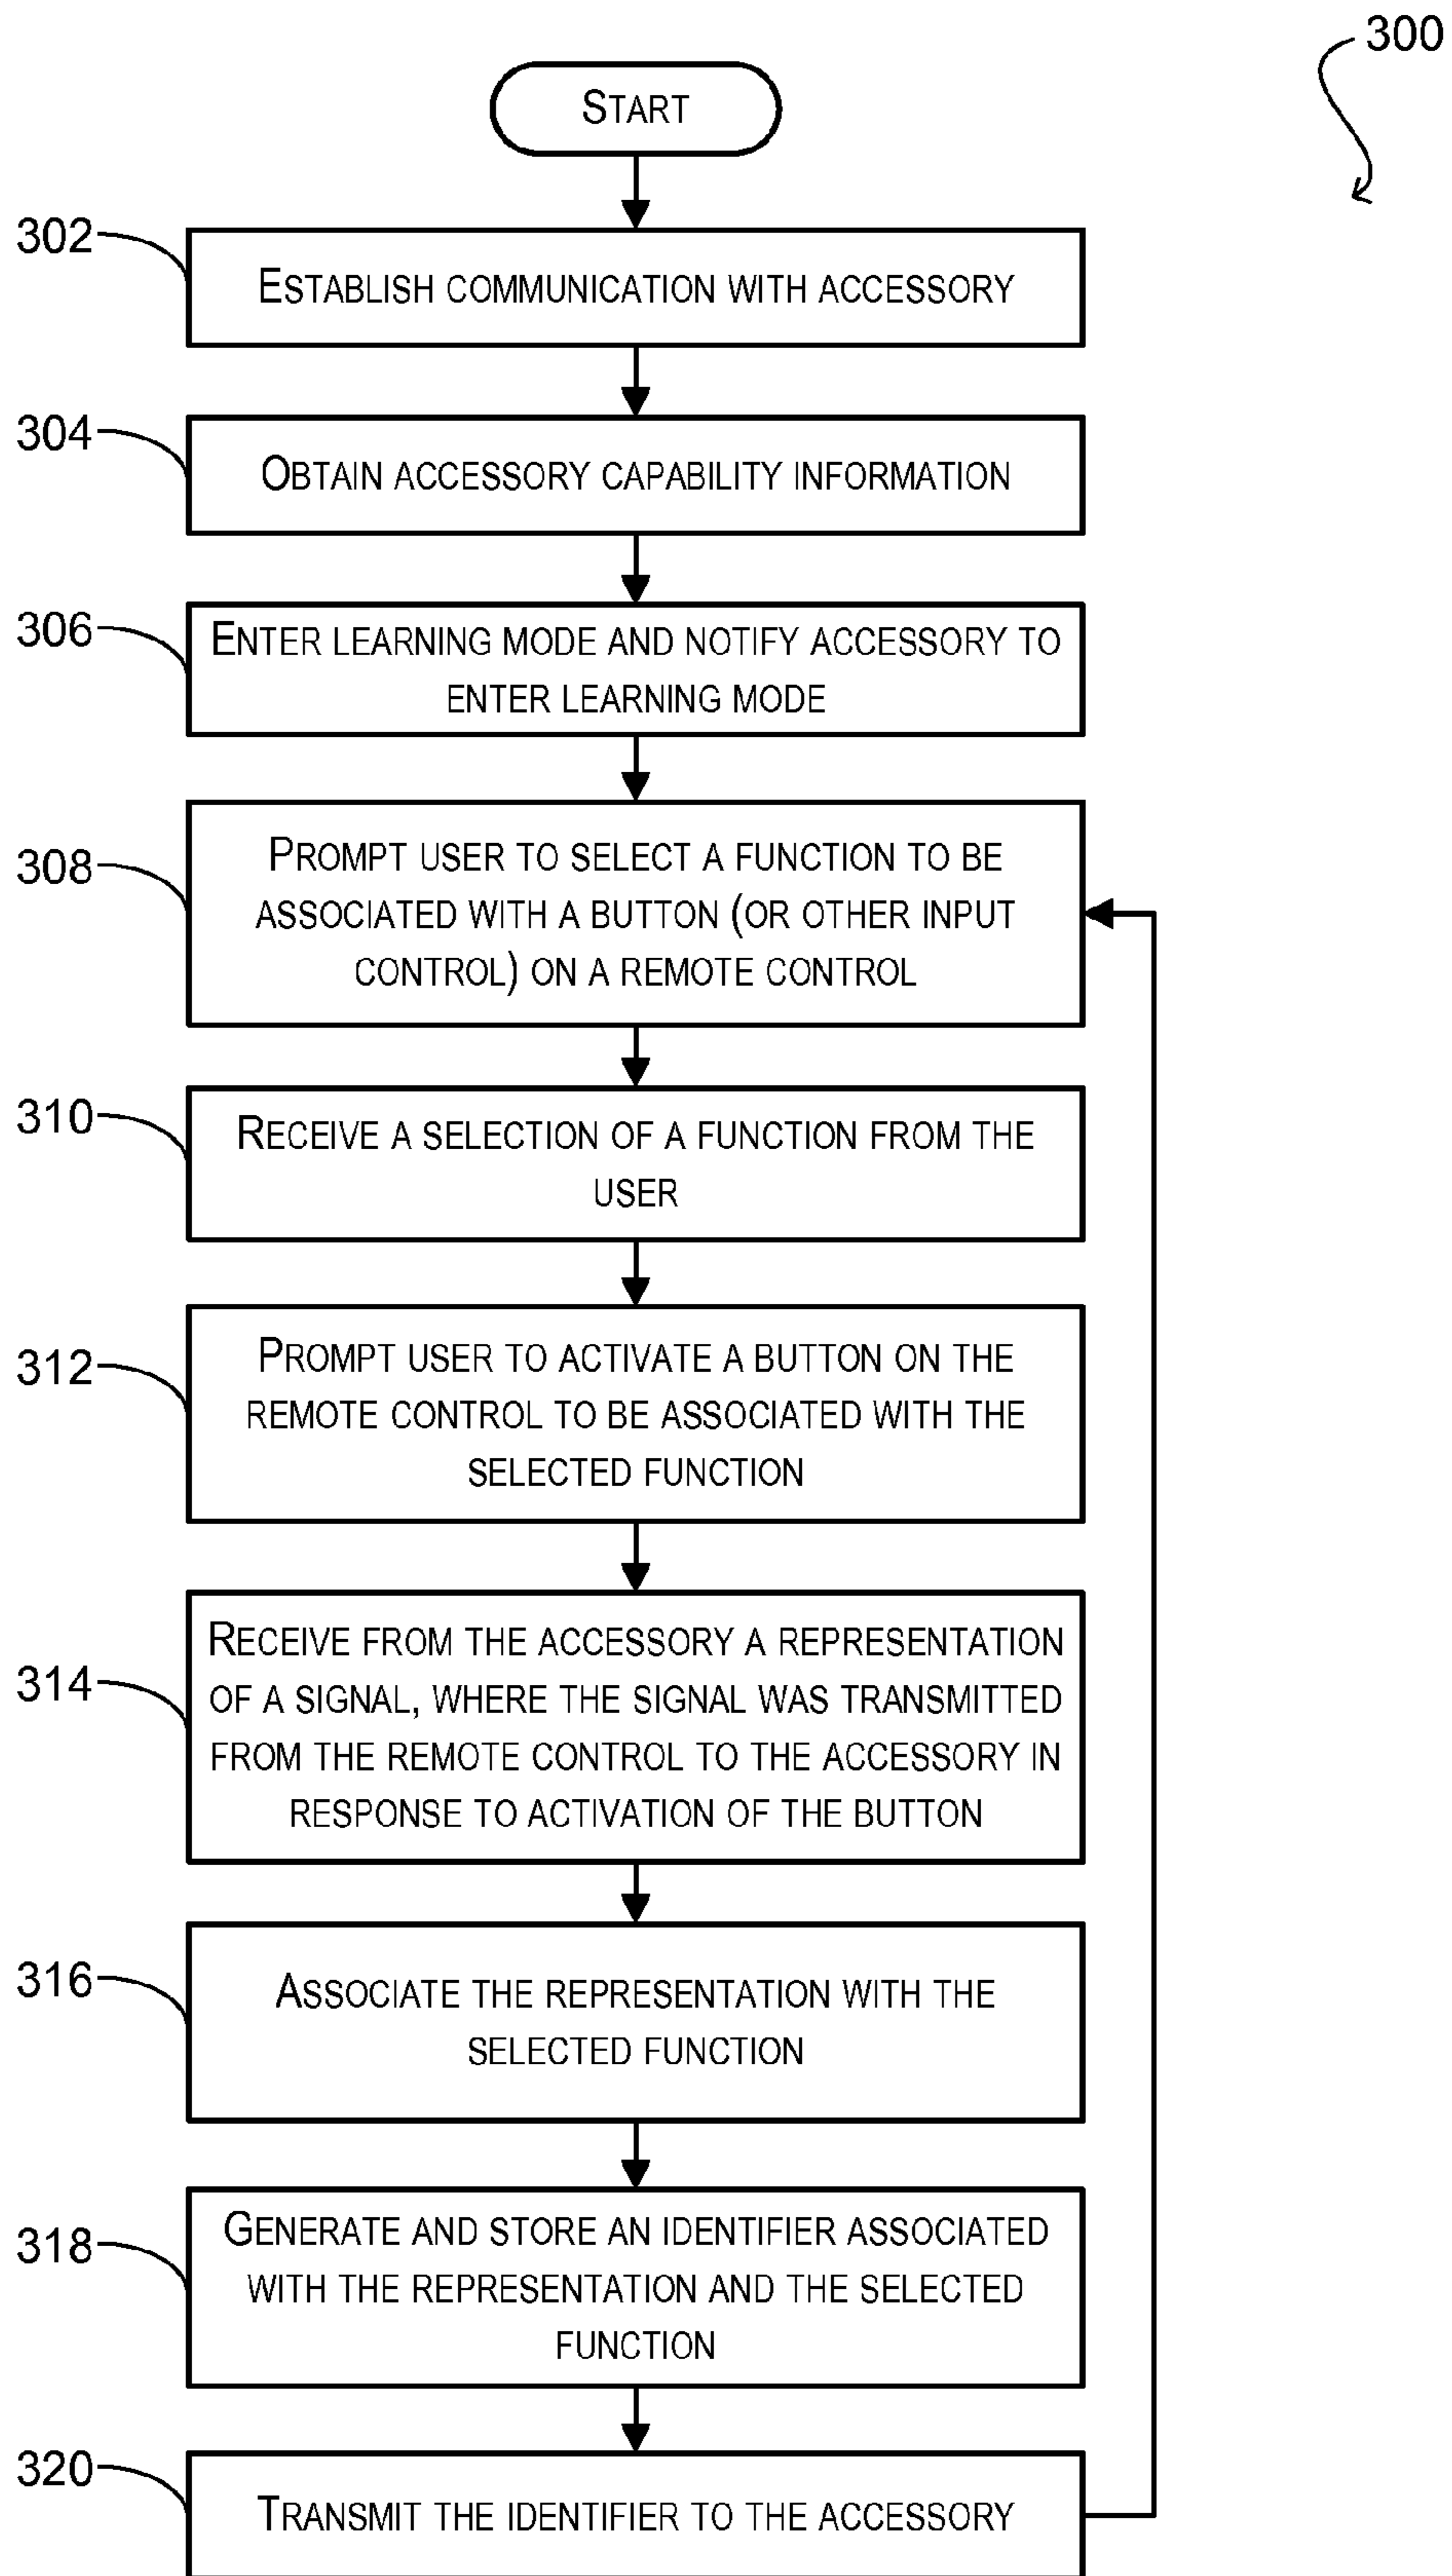 300
START
302
ESTABLISH COMMUNICATION WITH ACCESSORY
304
OBTAIN ACCESSORY CAPABILITY INFORMATION
306
ENTER LEARNING MODE AND NOTIFY ACCESSORY TO
ENTER LEARNING MODE
308
PROMPT USER TO SELECT A FUNCTION TO BE
ASSOCIATED WITH A BUTTON (OR OTHER INPUT
CONTROL) ON A REMOTE CONTROL
310
RECEIVE A SELECTION OF A FUNCTION FROM THE
USER
312
PROMPT USER TO ACTIVATE A BUTTON ON THE
REMOTE CONTROL TO BE ASSOCIATED WITH THE
SELECTED FUNCTION
314
RECEIVE FROM THE ACCESSORY A REPRESENTATION
OF A SIGNAL, WHERE THE SIGNAL WAS TRANSMITTED
FROM THE REMOTE CONTROL TO THE ACCESSORY IN
RESPONSE TO ACTIVATION OF THE BUTTON
316
ASSOCIATE THE REPRESENTATION WITH THE
SELECTED FUNCTION
318
GENERATE AND STORE AN IDENTIFIER ASSOCIATED
WITH THE REPRESENTATION AND THE SELECTED
FUNCTION
320
TRANSMIT THE IDENTIFIER TO THE ACCESSORY